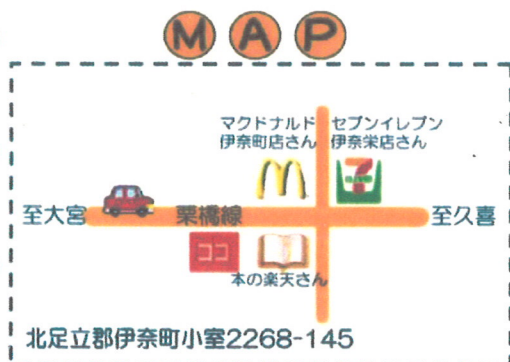 MAP
マクドナルド
伊奈町店さん
セブンイレブン
伊奈栄店さん
至大宮
栗橋線
至久喜
ココ
本の楽天さん
北足立郡伊奈町小室2268-145